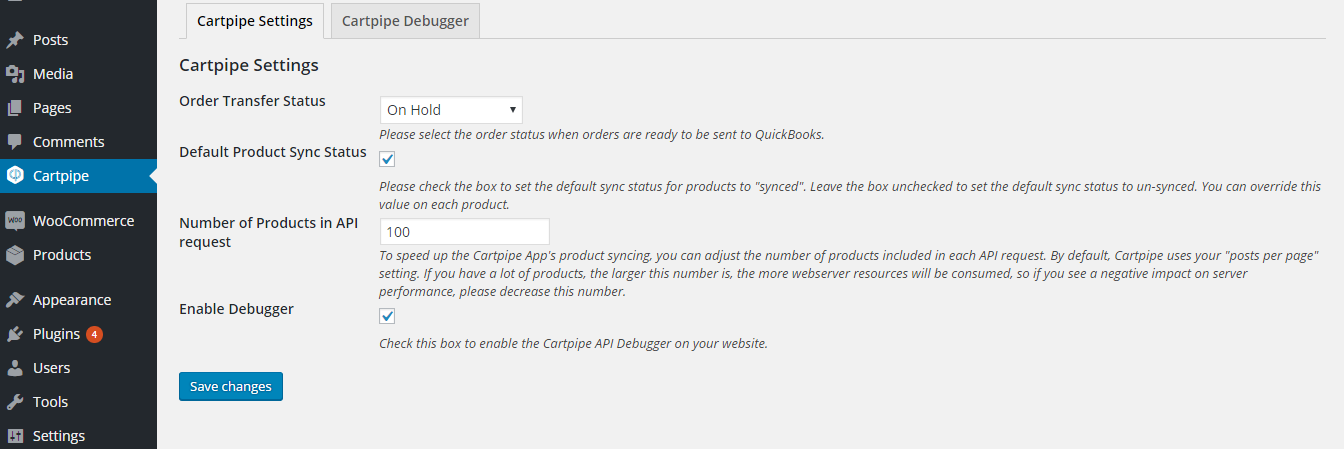 Cartpipe Settings
Cartpipe Debugger
Posts
Media
Pages
Comments
Cartpipe
WOO
WooCommerce
Products
Appearance
Plugins 4
Users
Tools
Settings
Cartpipe Settings
Order Transfer Status
On Hold
Please select the order status when orders are ready to be sent to QuickBooks.
Default Product Sync Status
Please check the box to set the default sync status for products to "synced". Leave the box unchecked to set the default sync status to un-synced. You can override this
value on each product.
Number of Products in API
request
100
To speed up the Cartpipe App's product syncing, you can adjust the number of products included in each API request. By default, Cartpipe uses your "posts per page"
setting. If you have a lot of products, the larger this number is, the more webserver resources will be consumed, so if you see a negative impact on server
performance, please decrease this number.
Enable Debugger
Check this box to enable the Cartpipe API Debugger on your website.
Save changes